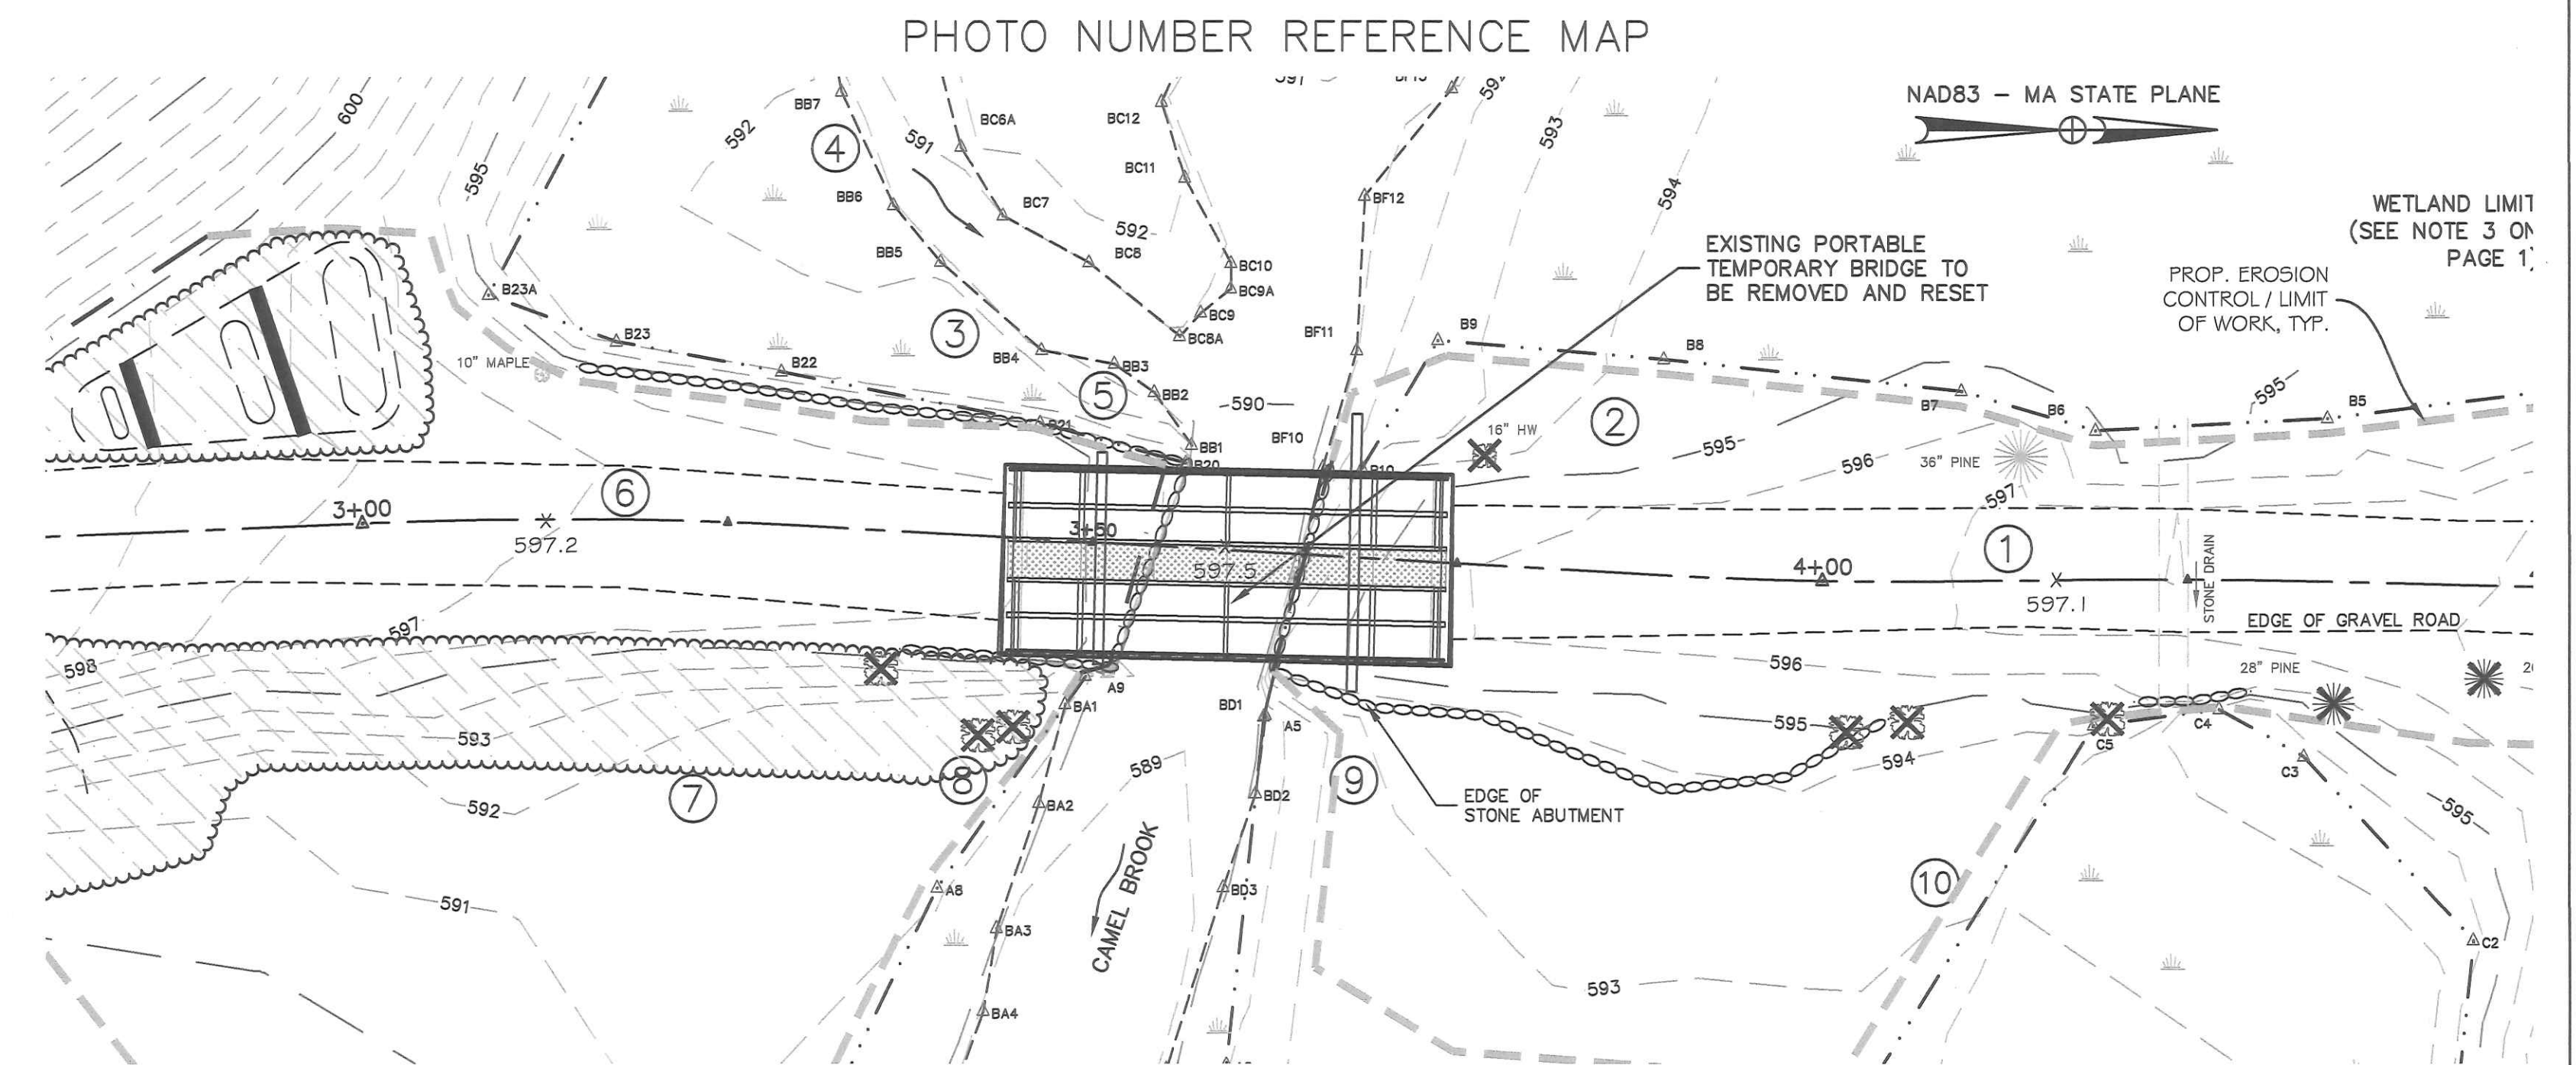 PHOTO NUMBER REFERENCE MAP
NAD83 – MA STATE PLANE
BB7
BC6A
BC12
600
592
591
593
4
BC11
595
BB6
BC7
BF12
594
WETLAND LIMIT
(SEE NOTE 3 ON
PAGE 1)
592
EXISTING PORTABLE
TEMPORARY BRIDGE TO
BE REMOVED AND RESET
BB5
BC8
BC10
BC9A
PROP. EROSION
CONTROL / LIMIT
OF WORK, TYP.
B23A
BC9
B23
3
BC8A
BF11
B9
B8
BB4
10" MAPLE
B22
BB3
BB2
5
590
595
B7
B6
B5
2
B21
BB1
BF10
16" HW
B20
B10
595
596
36" PINE
6
597
3+00
597.2
3+50
597.5
1
4+00
597.1
STONE DRAIN
EDGE OF GRAVEL ROAD
597
598
596
28" PINE
A9
BA1
BD1
A5
595
C5
C4
593
589
594
C3
7
8
9
592
BA2
BD2
EDGE OF
STONE ABUTMENT
595
CAMEL BROOK
A8
BD3
10
591
BA3
C2
593
BA4